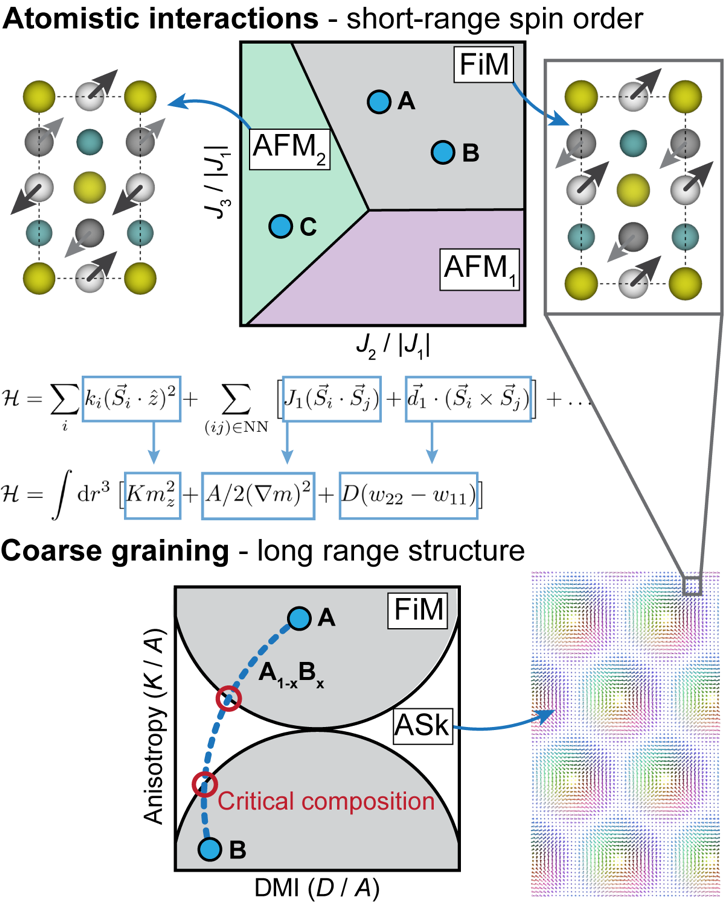 Atomistic interactions - short-range spin order
FiM
A
AFM₂
B
J₃ / |J₁|
C
AFM₁
J₂ / |J₁|
ℋ = ∑ᵢ kᵢ(S⃗ᵢ · ẑ)² + ∑₍ᵢⱼ₎∈NN [J₁(S⃗ᵢ · S⃗ⱼ) + d⃗₁ · (S⃗ᵢ × S⃗ⱼ)] + …
ℋ = ∫ dr³ [Km_z² + A/2(∇m)² + D(w₂₂ − w₁₁)]
Coarse graining - long range structure
FiM
A
A₁₋ₓBₓ
Anisotropy (K / A)
ASk
Critical composition
B
DMI (D / A)